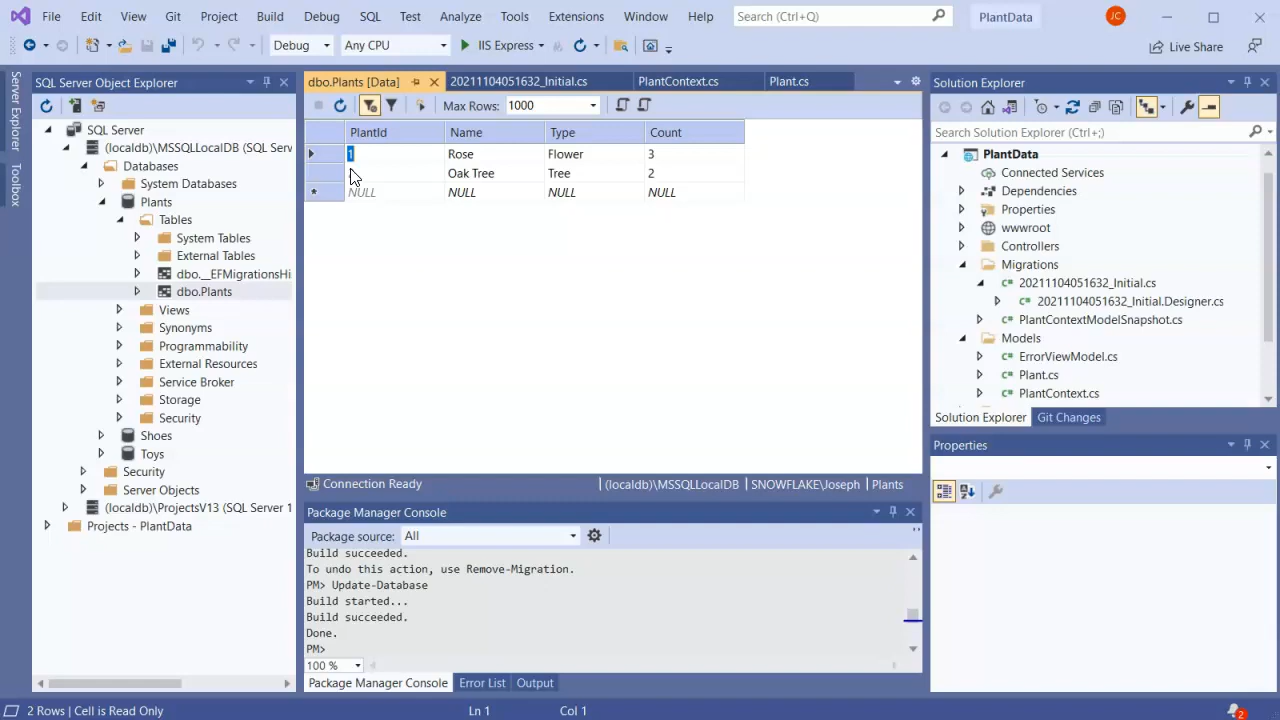 File Edit View Git Project Build Debug SQL Test Analyze Tools Extensions Window Help Search (Ctrl+Q) PlantData JC
Debug Any CPU IIS Express Live Share
SQL Server Explorer
Toolbox
SQL Server Object Explorer
SQL Server
(localdb)\MSSQLLocalDB (SQL Serv
Databases
System Databases
Plants
Tables
System Tables
External Tables
dbo.__EFMigrationsHi
dbo.Plants
Views
Synonyms
Programmability
External Resources
Service Broker
Storage
Security
Shoes
Toys
Security
Server Objects
(localdb)\ProjectsV13 (SQL Server 1
Projects - PlantData
dbo.Plants [Data] 20211104051632_Initial.cs PlantContext.cs Plant.cs
Max Rows: 1000
PlantId Name Type Count
1 Rose Flower 3
Oak Tree Tree 2
NULL NULL NULL NULL
Connection Ready (localdb)\MSSQLLocalDB SNOWFLAKE\Joseph Plants
Package Manager Console
Package source: All
Build succeeded.
To undo this action, use Remove-Migration.
PM> Update-Database
Build started...
Build succeeded.
Done.
PM>
100 %
Package Manager Console Error List Output
Solution Explorer
Search Solution Explorer (Ctrl+;)
PlantData
Connected Services
Dependencies
Properties
wwwroot
Controllers
Migrations
20211104051632_Initial.cs
20211104051632_Initial.Designer.cs
PlantContextModelSnapshot.cs
Models
ErrorViewModel.cs
Plant.cs
PlantContext.cs
Solution Explorer Git Changes
Properties
2 Rows | Cell is Read Only Ln 1 Col 1 2